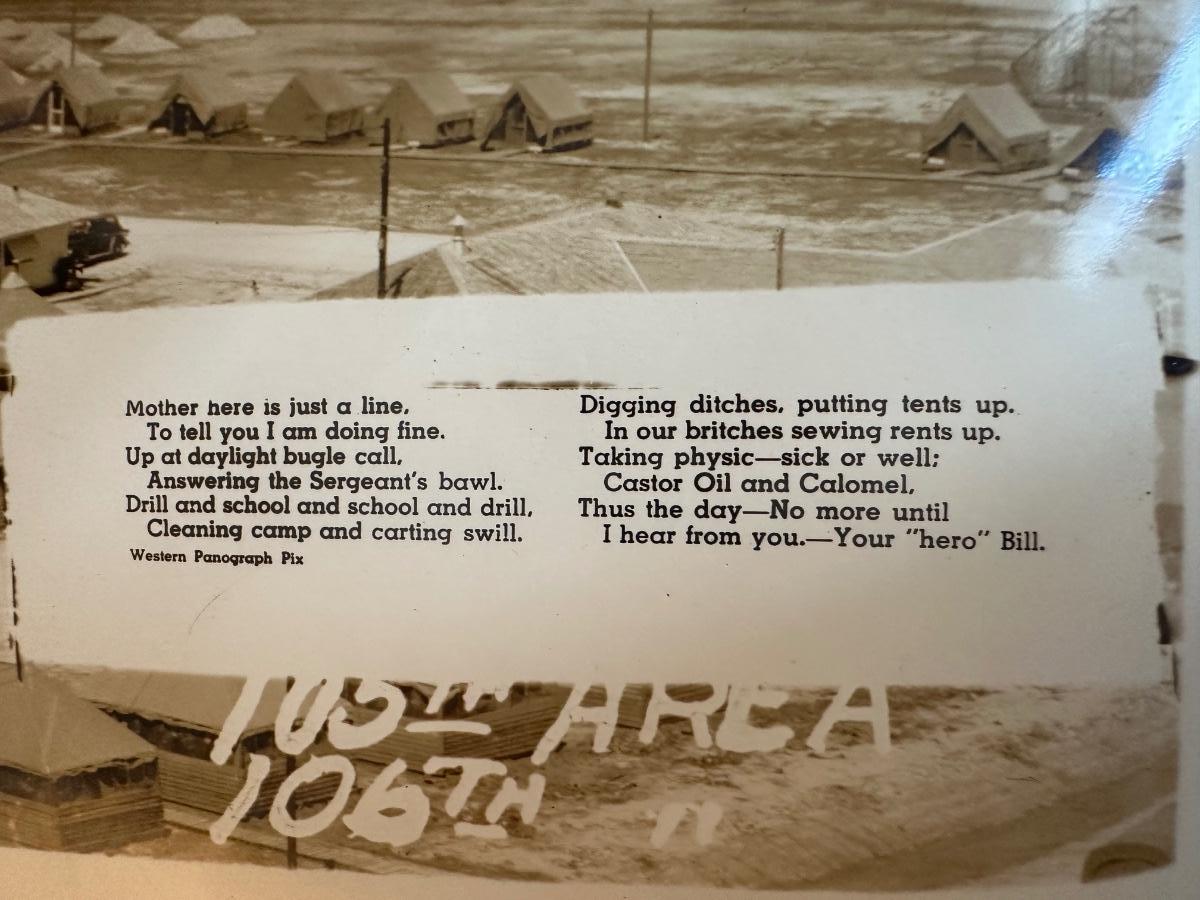 Mother here is just a line,
To tell you I am doing fine.
Up at daylight bugle call,
Answering the Sergeant's bawl.
Drill and school and school and drill,
Cleaning camp and carting swill.
Western Panograph Pix
Digging ditches, putting tents up.
In our britches sewing rents up.
Taking physic—sick or well;
Castor Oil and Calomel,
Thus the day—No more until
I hear from you.—Your "hero" Bill.
105TH AREA
106TH "